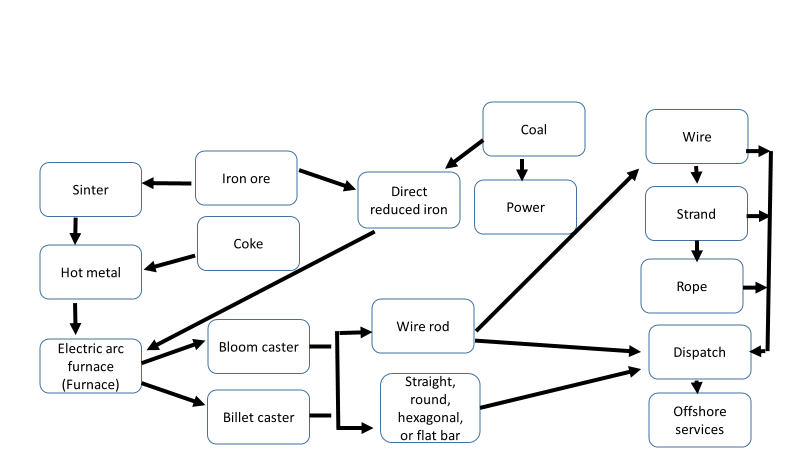 Coal
Wire
Iron ore
Sinter
Direct
reduced iron
Power
Strand
Coke
Hot metal
Rope
Wire rod
Bloom caster
Electric arc
furnace
(Furnace)
Dispatch
Straight,
round,
hexagonal,
or flat bar
Billet caster
Offshore
services